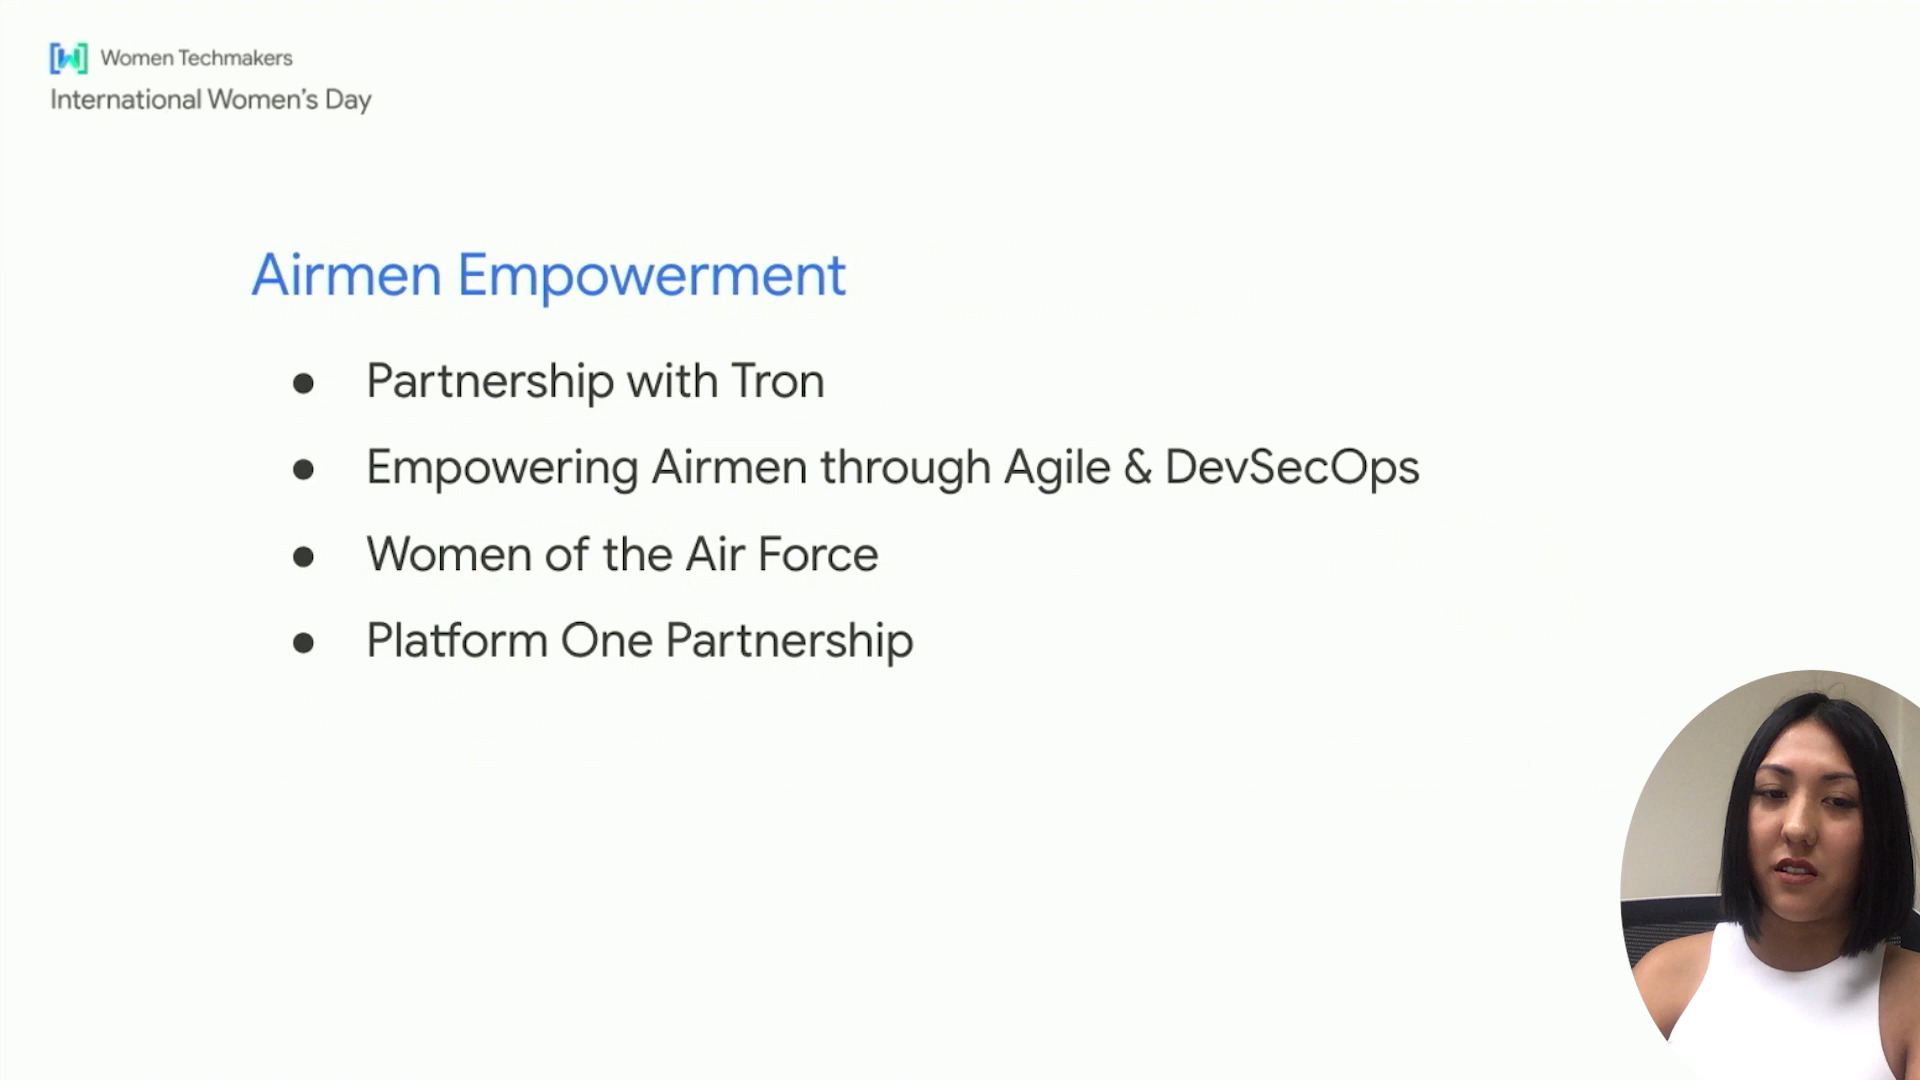 Women Techmakers
International Women's Day
Airmen Empowerment
● Partnership with Tron
● Empowering Airmen through Agile & DevSecOps
● Women of the Air Force
● Platform One Partnership